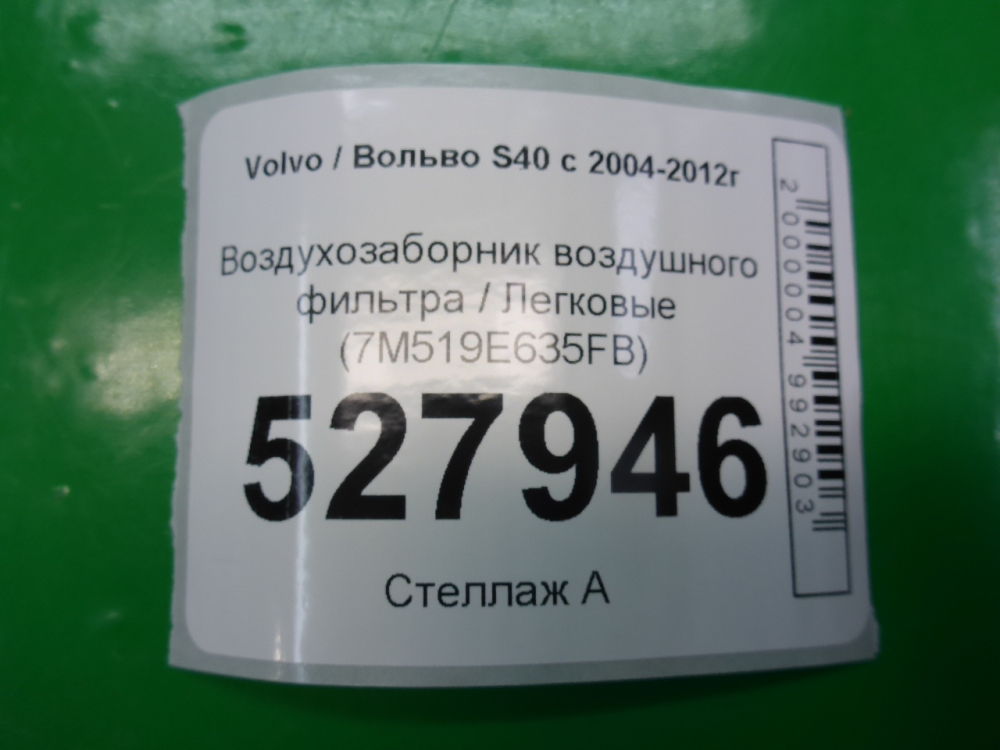 Volvo / Вольво S40 с 2004-2012г
Воздухозаборник воздушного
фильтра / Легковые
(7M519E635FB)
527946
Стеллаж А
2000004992903